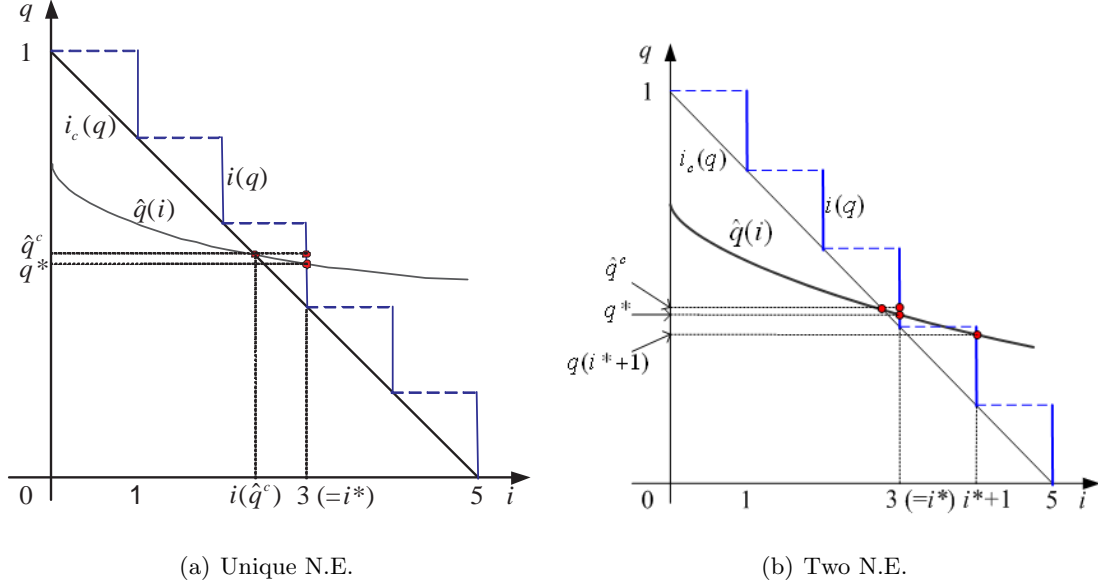 q
1
i_c(q)
i(q)
q̂(i)
q̂^c
q*
0
1
i(q̂^c)
3 (=i*)
5
i
(a) Unique N.E.
q
1
i_c(q)
i(q)
q̂(i)
q̂^c
q*
q(i*+1)
0
1
3 (=i*)
i*+1
5
i
(b) Two N.E.